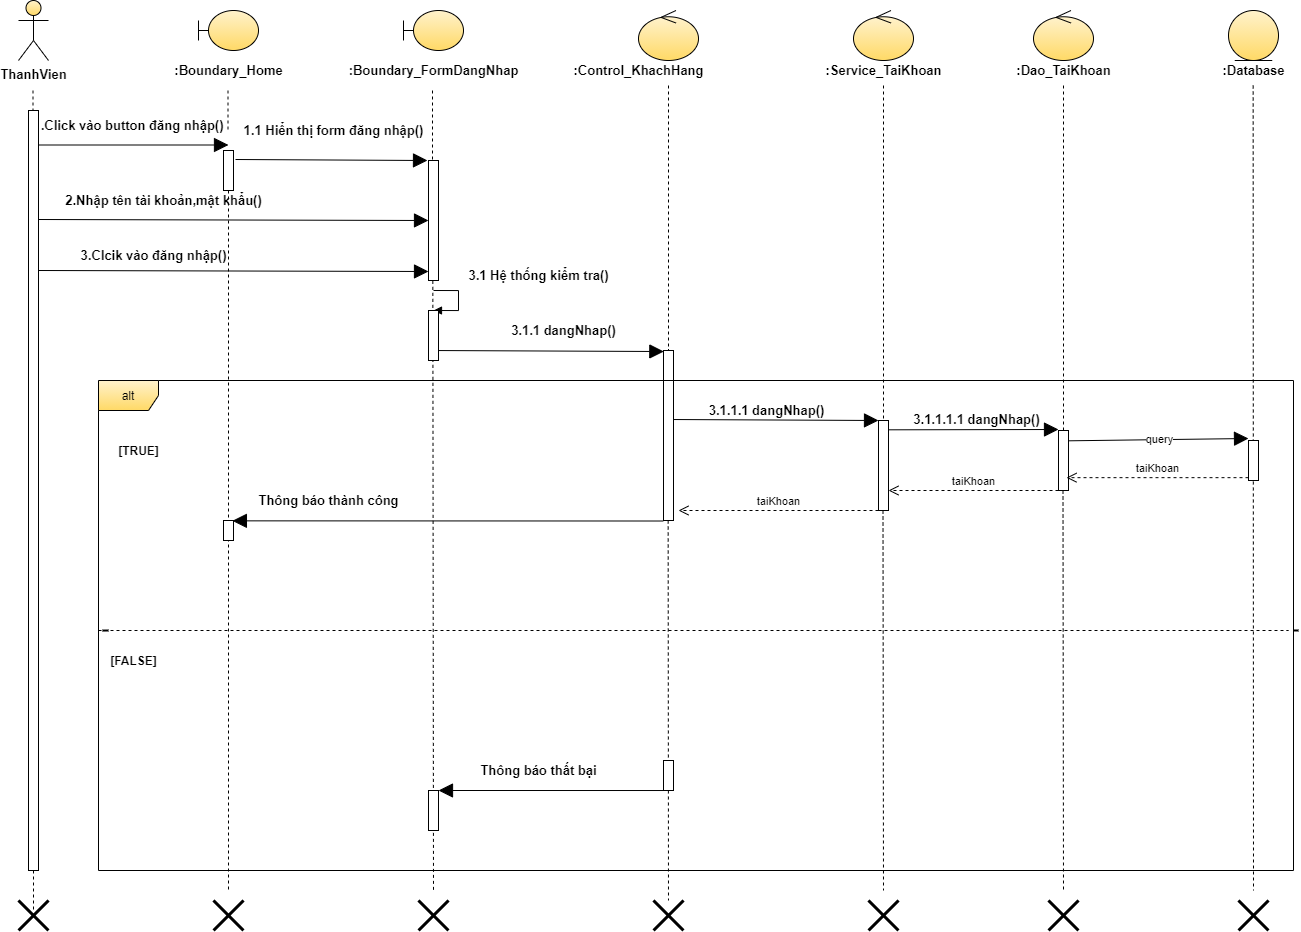 ThanhVien
:Boundary_Home
:Boundary_FormDangNhap
:Control_KhachHang
:Service_TaiKhoan
:Dao_TaiKhoan
:Database
.Click vào button đăng nhập()
1.1 Hiển thị form đăng nhập()
2.Nhập tên tài khoản,mật khẩu()
3.Clcik vào đăng nhập()
3.1 Hệ thống kiểm tra()
3.1.1 dangNhap()
alt
3.1.1.1 dangNhap()
3.1.1.1.1 dangNhap()
query
[TRUE]
taiKhoan
taiKhoan
taiKhoan
Thông báo thành công
[FALSE]
Thông báo thất bại